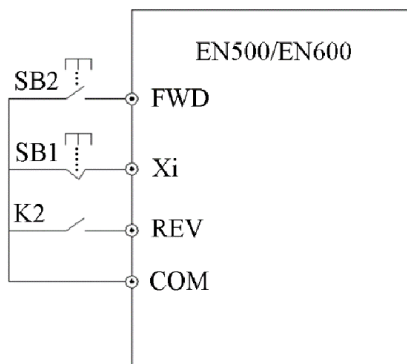 EN500/EN600
SB2
FWD
SB1
Xi
K2
REV
COM